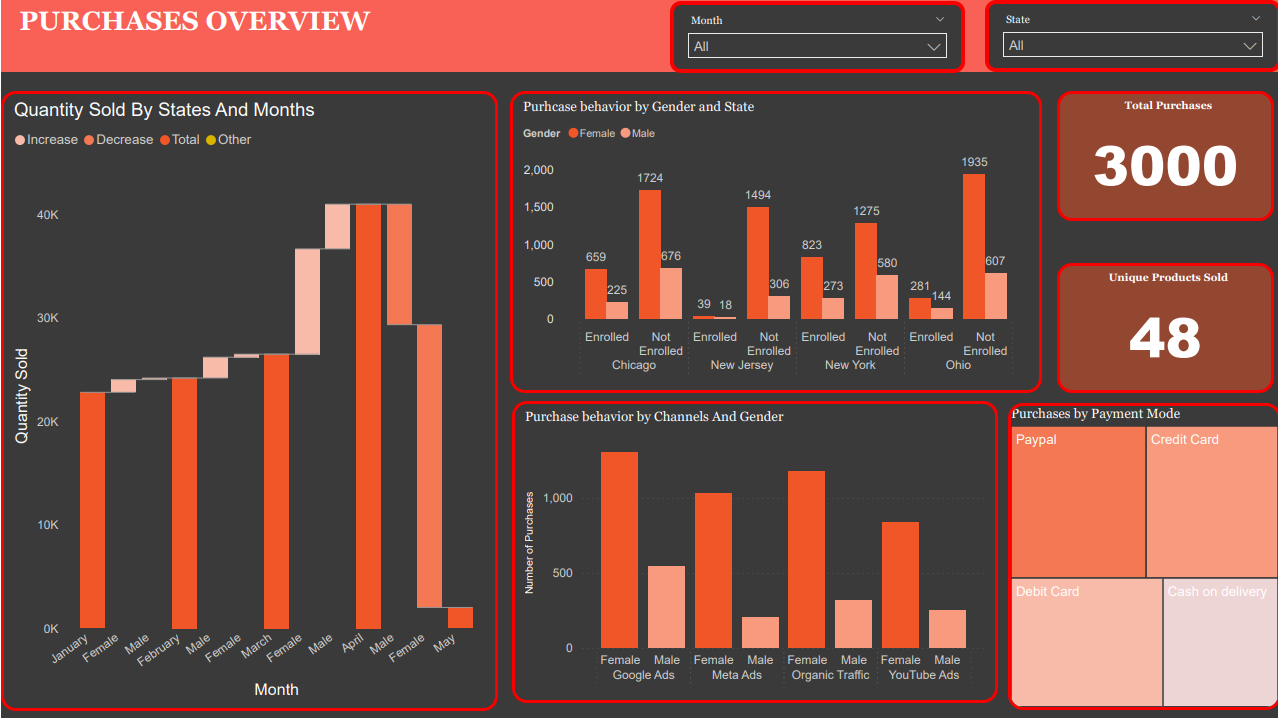 PURCHASES OVERVIEW
Month
All
State
All
Quantity Sold By States And Months
Increase Decrease Total Other
Quantity Sold
40K
30K
20K
10K
0K
January Female Male February Male Female March Female Male April Male Female May
Month
Purhcase behavior by Gender and State
Gender Female Male
2,000
1,500
1,000
500
0
659 225 1724 676 39 18 1494 306 823 273 1275 580 281 144 1935 607
Enrolled Not Enrolled Enrolled Not Enrolled Enrolled Not Enrolled Enrolled Not Enrolled
Chicago New Jersey New York Ohio
Total Purchases
3000
Unique Products Sold
48
Purchase behavior by Channels And Gender
Number of Purchases
1,000
500
0
Female Male Female Male Female Male Female Male
Google Ads Meta Ads Organic Traffic YouTube Ads
Purchases by Payment Mode
Paypal
Credit Card
Debit Card
Cash on delivery